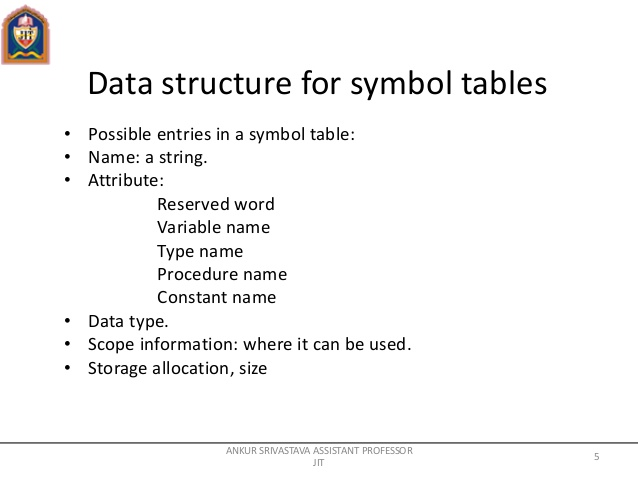 JIT
Data structure for symbol tables
• Possible entries in a symbol table:
• Name: a string.
• Attribute:
Reserved word
Variable name
Type name
Procedure name
Constant name
• Data type.
• Scope information: where it can be used.
• Storage allocation, size
ANKUR SRIVASTAVA ASSISTANT PROFESSOR
JIT
5